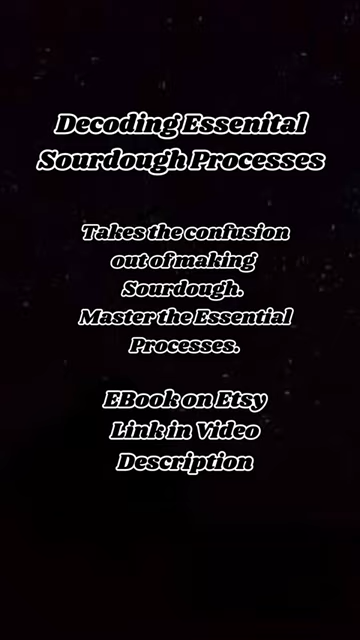 Decoding Essenital
Sourdough Processes
Takes the confusion
out of making
Sourdough.
Master the Essential
Processes.
EBook on Etsy
Link in Video
Description